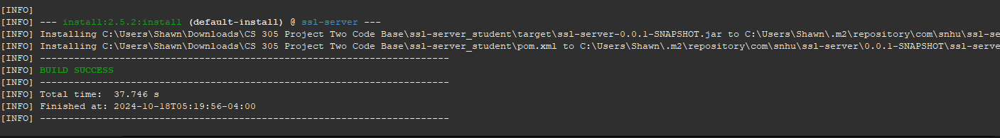 [INFO]
[INFO] --- install:2.5.2:install (default-install) @ ssl-server ---
[INFO] Installing C:\Users\Shawn\Downloads\CS 305 Project Two Code Base\ssl-server_student\target\ssl-server-0.0.1-SNAPSHOT.jar to C:\Users\Shawn\.m2\repository\com\snhu\ssl-se
[INFO] Installing C:\Users\Shawn\Downloads\CS 305 Project Two Code Base\ssl-server_student\pom.xml to C:\Users\Shawn\.m2\repository\com\snhu\ssl-server\0.0.1-SNAPSHOT\ssl-serve
[INFO] ------------------------------------------------------------------------
[INFO] BUILD SUCCESS
[INFO] ------------------------------------------------------------------------
[INFO] Total time:  37.746 s
[INFO] Finished at: 2024-10-18T05:19:56-04:00
[INFO] ------------------------------------------------------------------------